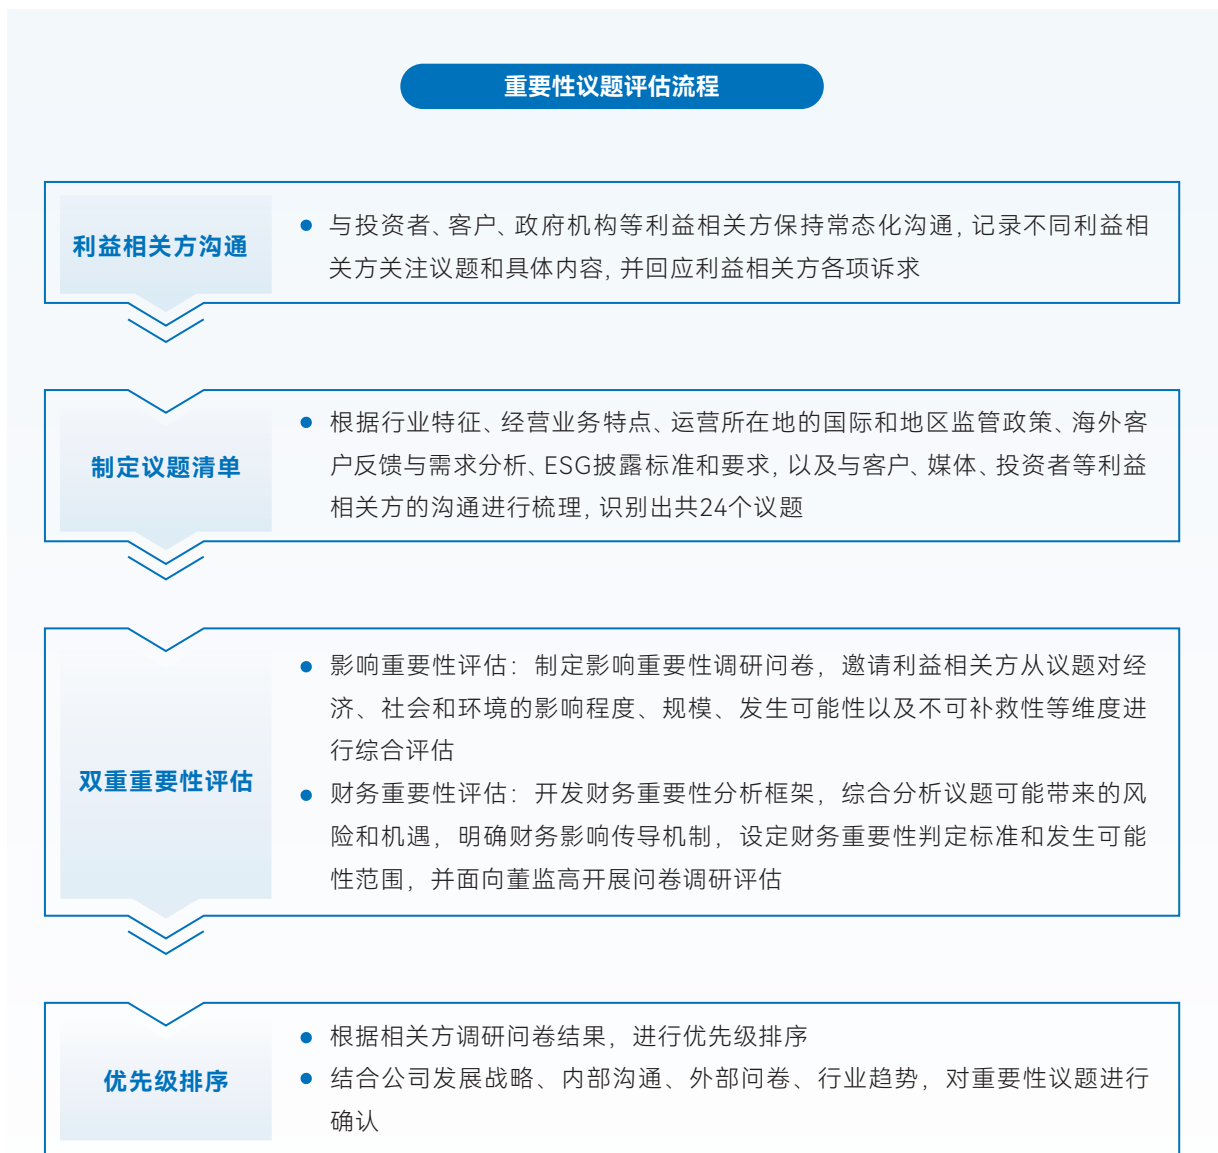 重要性议题评估流程
利益相关方沟通
与投资者、客户、政府机构等利益相关方保持常态化沟通，记录不同利益相
关方关注议题和具体内容，并回应利益相关方各项诉求
制定议题清单
根据行业特征、经营业务特点、运营所在地的国际和地区监管政策、海外客
户反馈与需求分析、ESG披露标准和要求，以及与客户、媒体、投资者等利益
相关方的沟通进行梳理，识别出共24个议题
双重重要性评估
影响重要性评估：制定影响重要性调研问卷，邀请利益相关方从议题对经
济、社会和环境的影响程度、规模、发生可能性以及不可补救性等维度进
行综合评估
财务重要性评估：开发财务重要性分析框架，综合分析议题可能带来的风
险和机遇，明确财务影响传导机制，设定财务重要性判定标准和发生可能
性范围，并面向董监高开展问卷调研评估
优先级排序
根据相关方调研问卷结果，进行优先级排序
结合公司发展战略、内部沟通、外部问卷、行业趋势，对重要性议题进行
确认